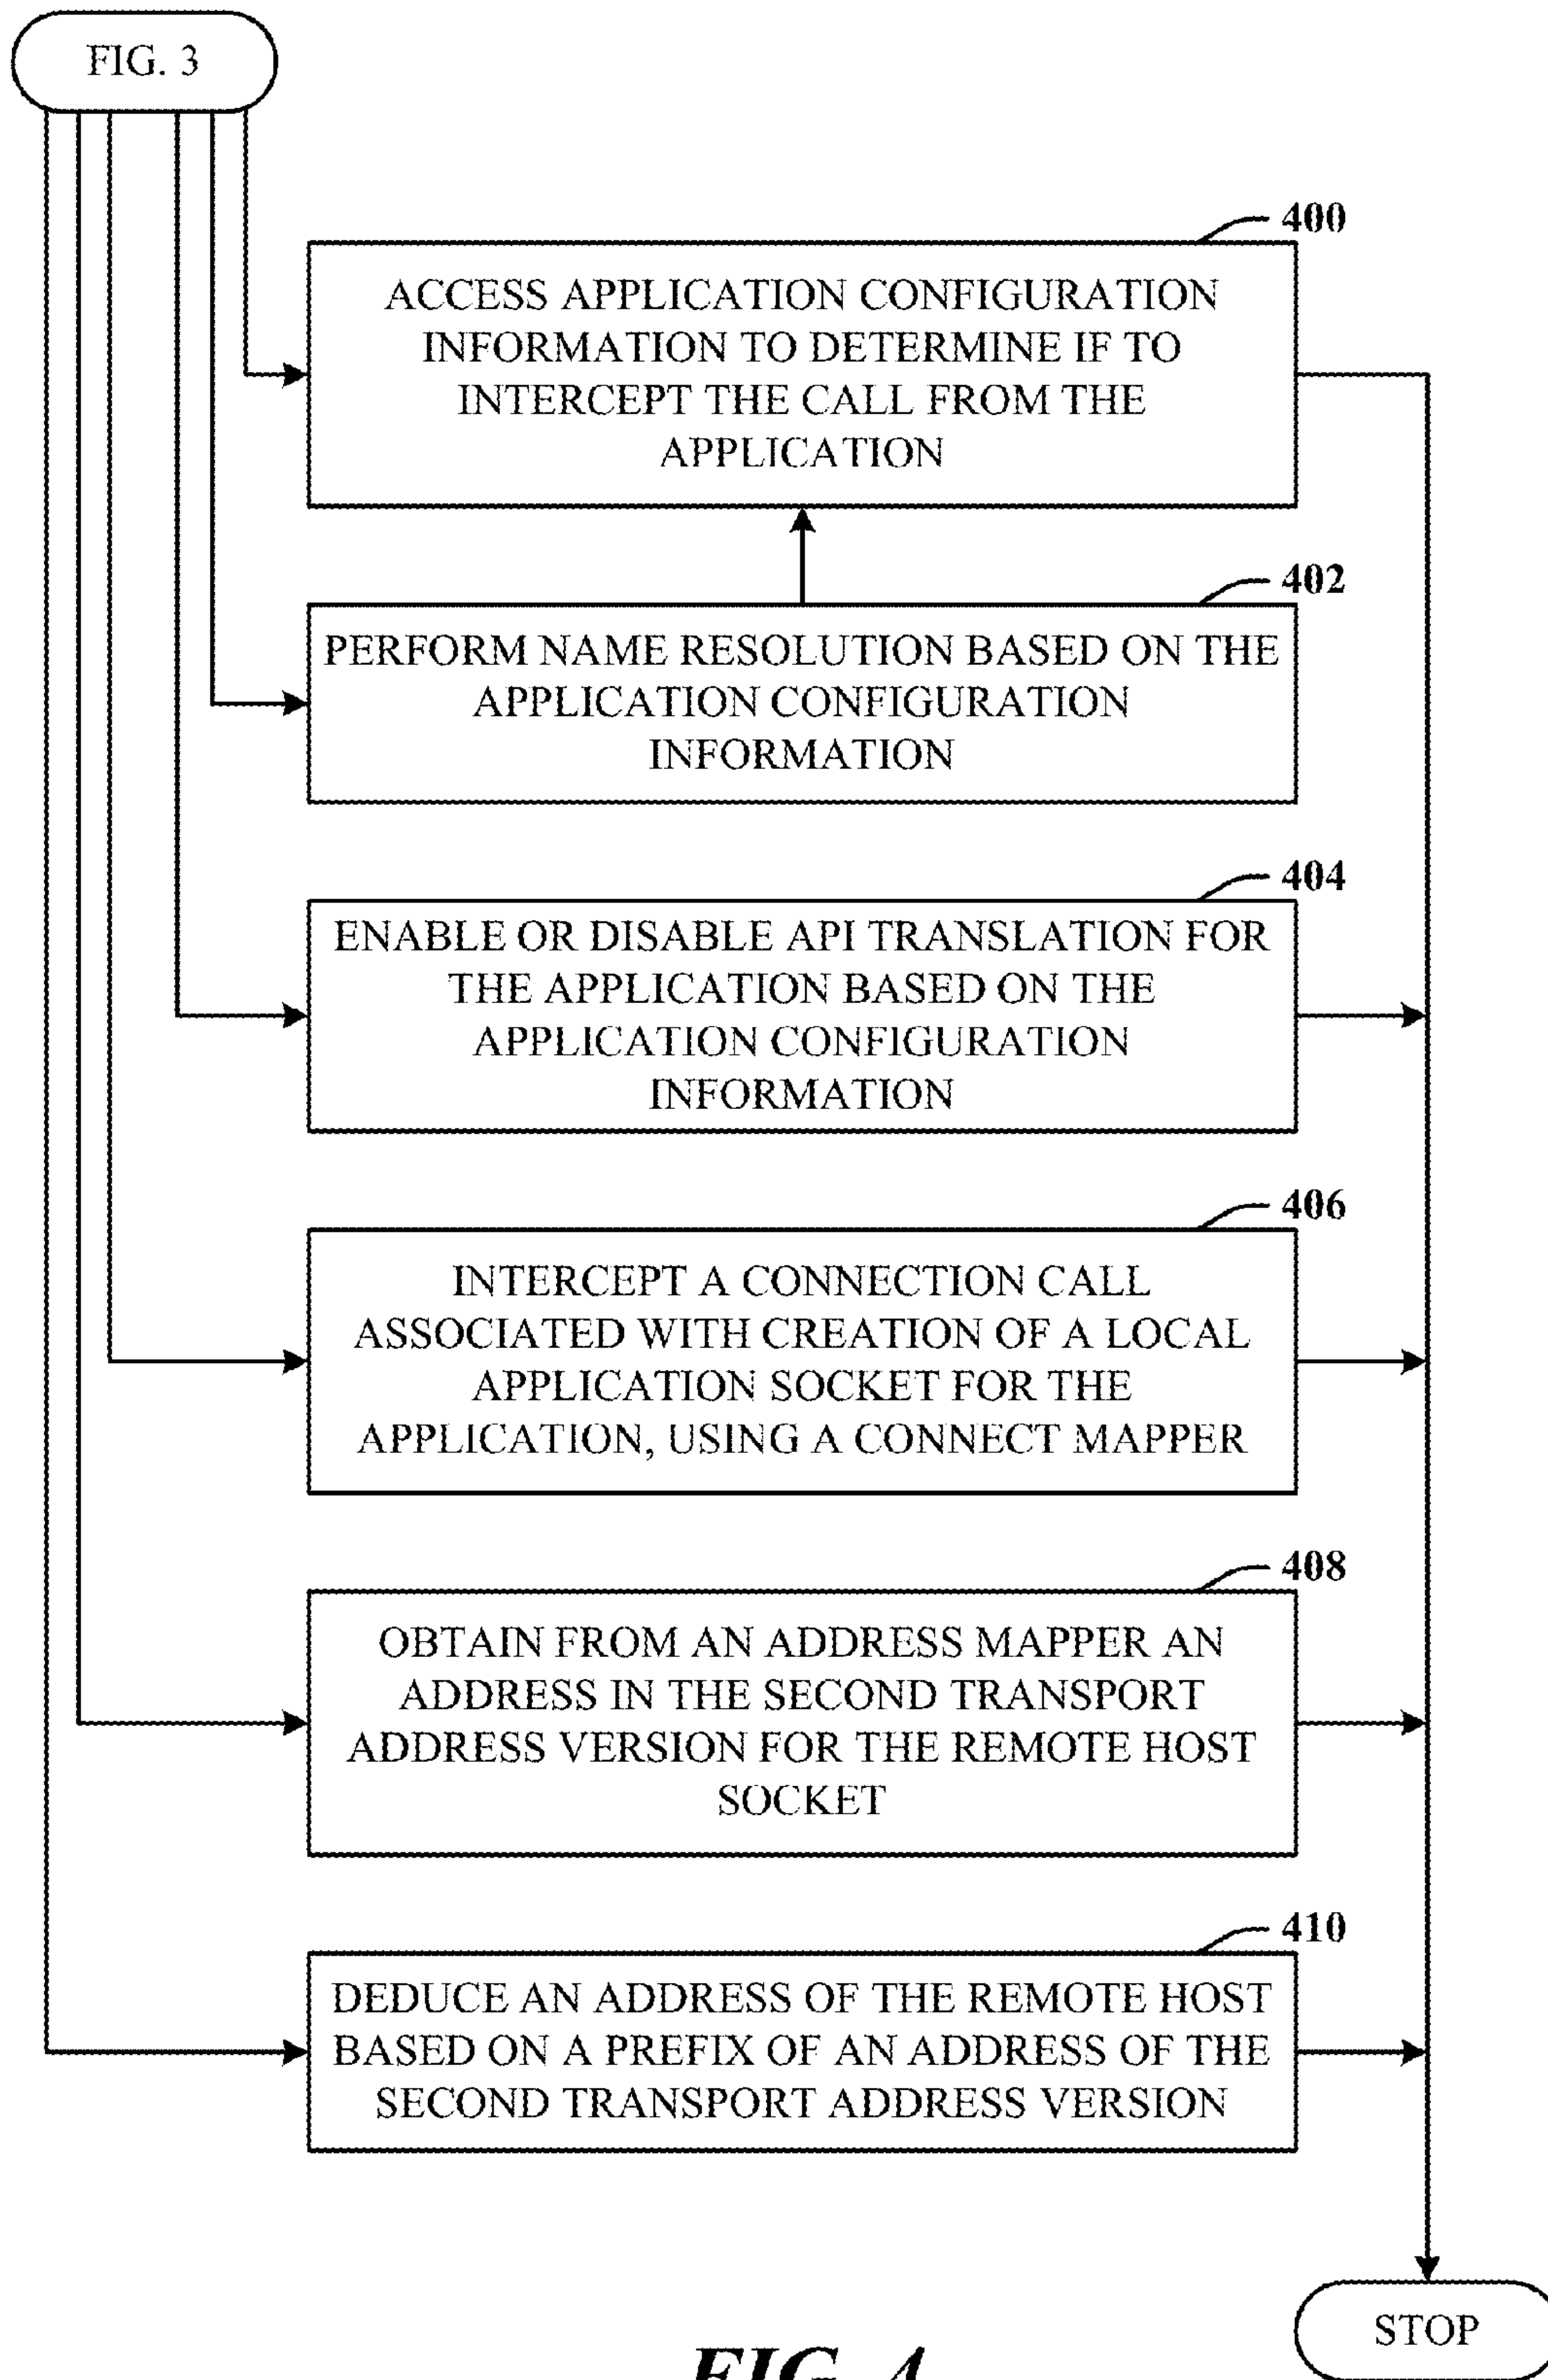 FIG. 3
400
ACCESS APPLICATION CONFIGURATION
INFORMATION TO DETERMINE IF TO
INTERCEPT THE CALL FROM THE
APPLICATION
402
PERFORM NAME RESOLUTION BASED ON THE
APPLICATION CONFIGURATION
INFORMATION
404
ENABLE OR DISABLE API TRANSLATION FOR
THE APPLICATION BASED ON THE
APPLICATION CONFIGURATION
INFORMATION
406
INTERCEPT A CONNECTION CALL
ASSOCIATED WITH CREATION OF A LOCAL
APPLICATION SOCKET FOR THE
APPLICATION, USING A CONNECT MAPPER
408
OBTAIN FROM AN ADDRESS MAPPER AN
ADDRESS IN THE SECOND TRANSPORT
ADDRESS VERSION FOR THE REMOTE HOST
SOCKET
410
DEDUCE AN ADDRESS OF THE REMOTE HOST
BASED ON A PREFIX OF AN ADDRESS OF THE
SECOND TRANSPORT ADDRESS VERSION
STOP
FIG. 4